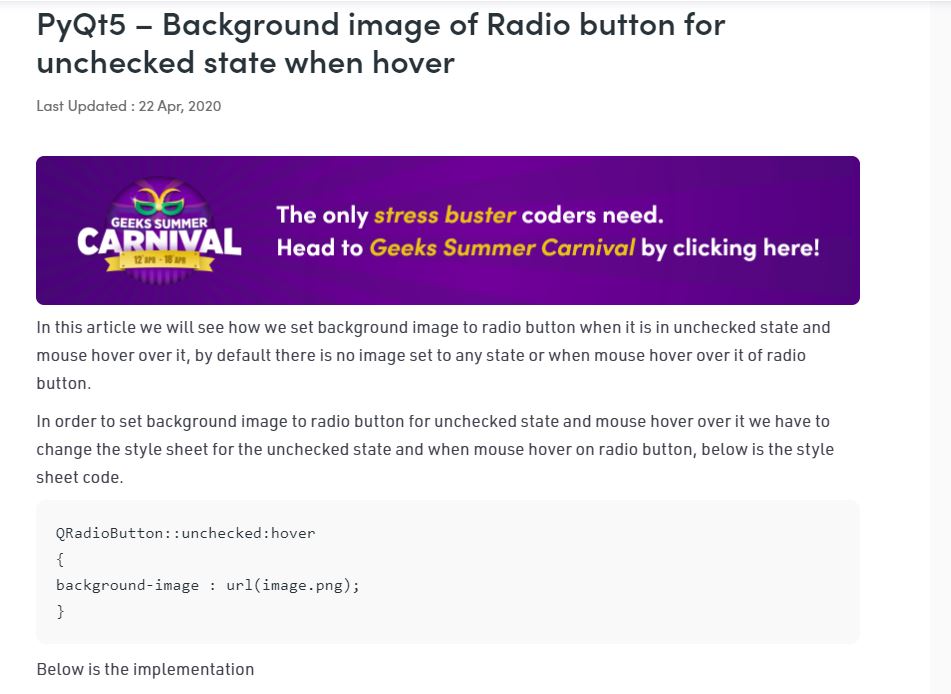 PyQt5 – Background image of Radio button for
unchecked state when hover
Last Updated : 22 Apr, 2020
GEEKS SUMMER
CARNIVAL
12 APR - 18 APR
The only stress buster coders need.
Head to Geeks Summer Carnival by clicking here!
In this article we will see how we set background image to radio button when it is in unchecked state and
mouse hover over it, by default there is no image set to any state or when mouse hover over it of radio
button.
In order to set background image to radio button for unchecked state and mouse hover over it we have to
change the style sheet for the unchecked state and when mouse hover on radio button, below is the style
sheet code.
QRadioButton::unchecked:hover
{
background-image : url(image.png);
}
Below is the implementation